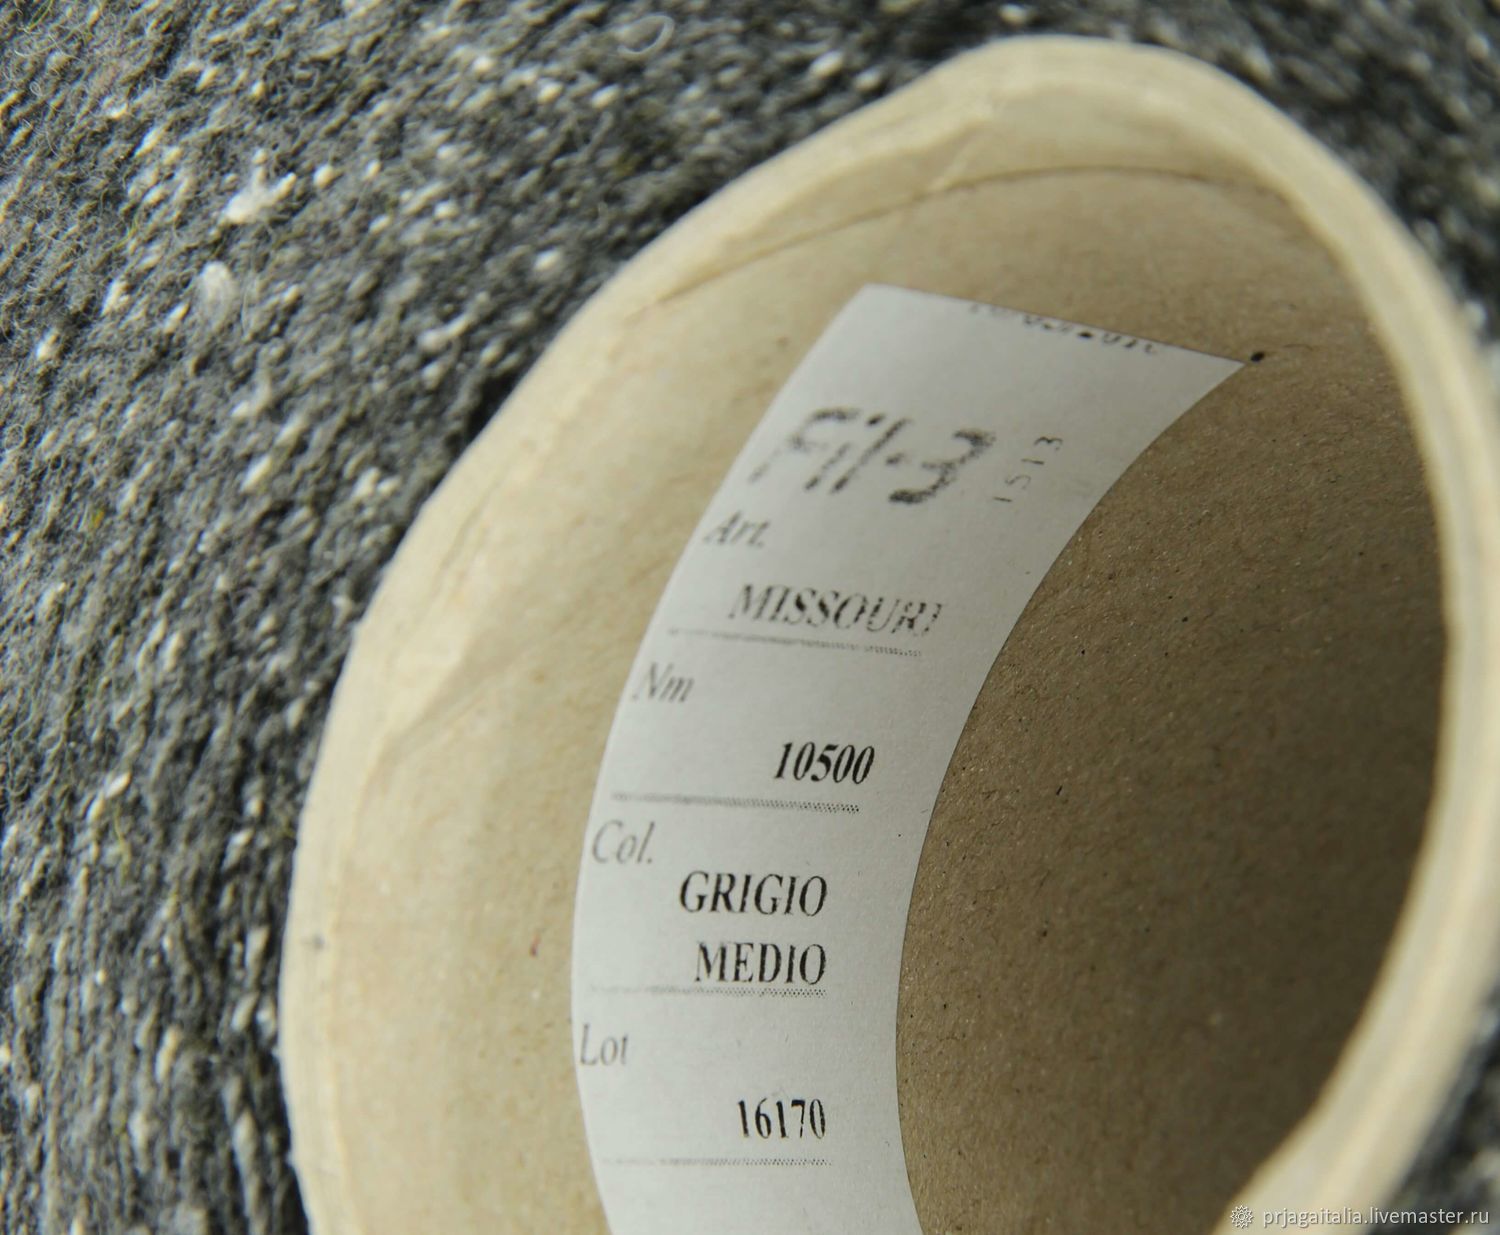 Fil-3
1513
Art.
MISSOURI
Nm
10500
Col.
GRIGIO
MEDIO
Lot
16170
prjagaitalia.livemaster.ru